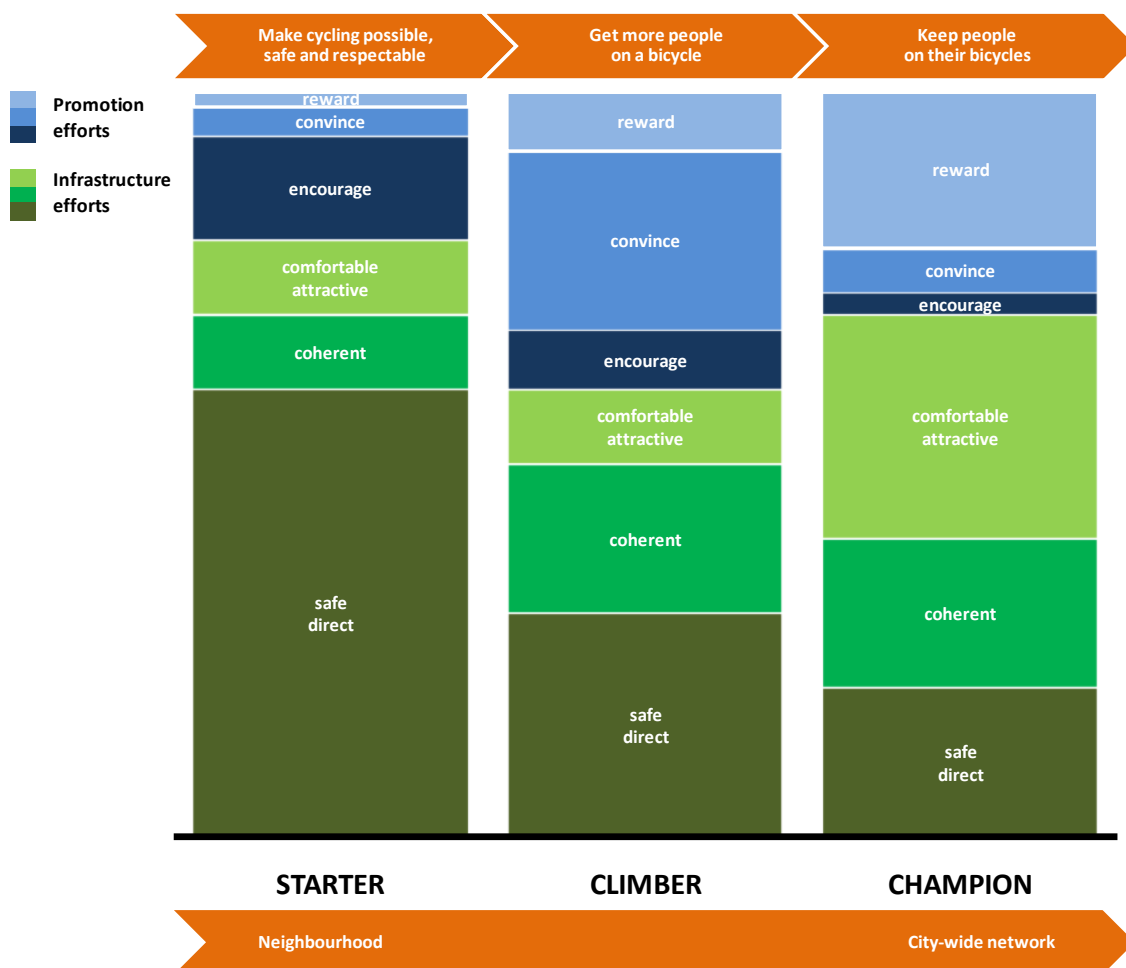 Make cycling possible,
safe and respectable
Get more people
on a bicycle
Keep people
on their bicycles
Promotion
efforts
Infrastructure
efforts
reward
convince
encourage
comfortable
attractive
coherent
safe
direct
reward
convince
encourage
comfortable
attractive
coherent
safe
direct
reward
convince
encourage
comfortable
attractive
coherent
safe
direct
STARTER
CLIMBER
CHAMPION
Neighbourhood
City-wide network